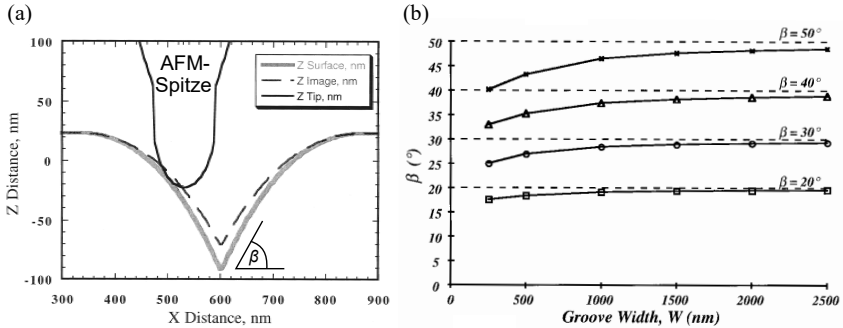 (a)
100
50
0
-50
-100
Z Distance, nm
300 400 500 600 700 800 900
X Distance, nm
AFM-
Spitze
Z Surface, nm
Z Image, nm
Z Tip, nm
β
(b)
50
45
40
35
30
25
20
15
10
5
0
β (°)
0 500 1000 1500 2000 2500
Groove Width, W (nm)
β = 50°
β = 40°
β = 30°
β = 20°